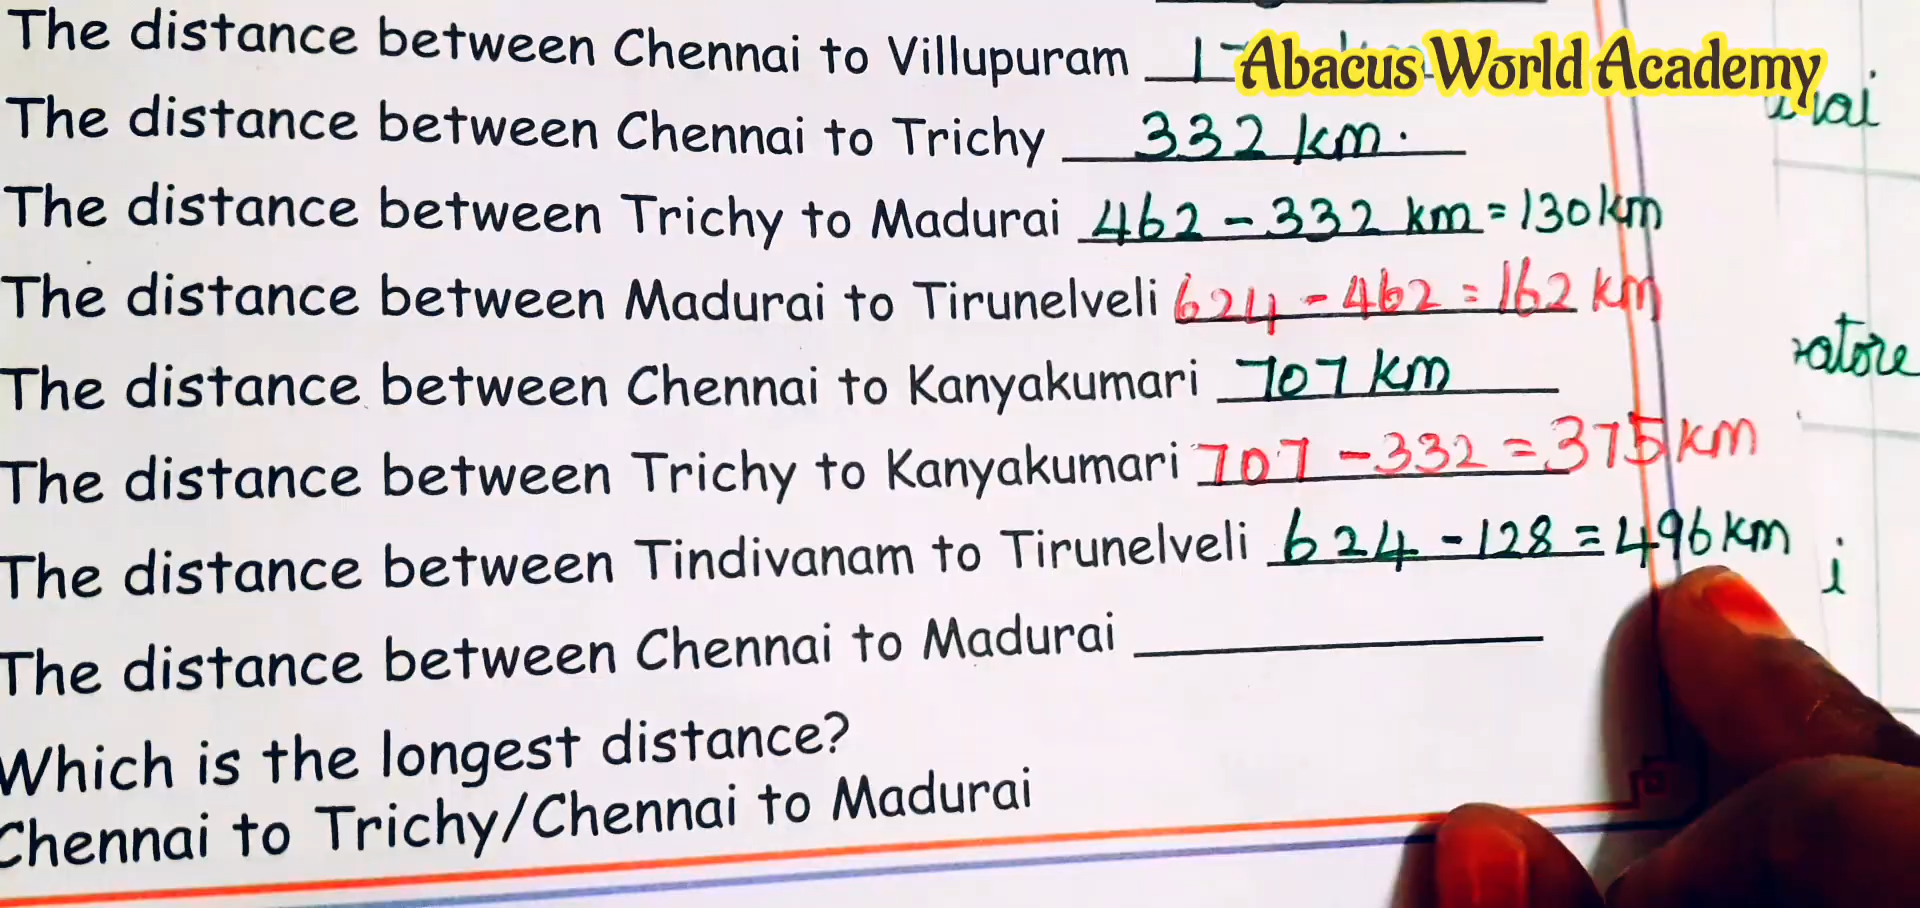 The distance between Chennai to Villupuram
Abacus World Academy
The distance between Chennai to Trichy 332 km.
The distance between Trichy to Madurai 462 - 332 km = 130 km
The distance between Madurai to Tirunelveli 624 - 462 = 162 km
The distance between Chennai to Kanyakumari 707 km
The distance between Trichy to Kanyakumari 707 - 332 = 375 km
The distance between Tindivanam to Tirunelveli 624 - 128 = 496 km
The distance between Chennai to Madurai
Which is the longest distance?
Chennai to Trichy/Chennai to Madurai